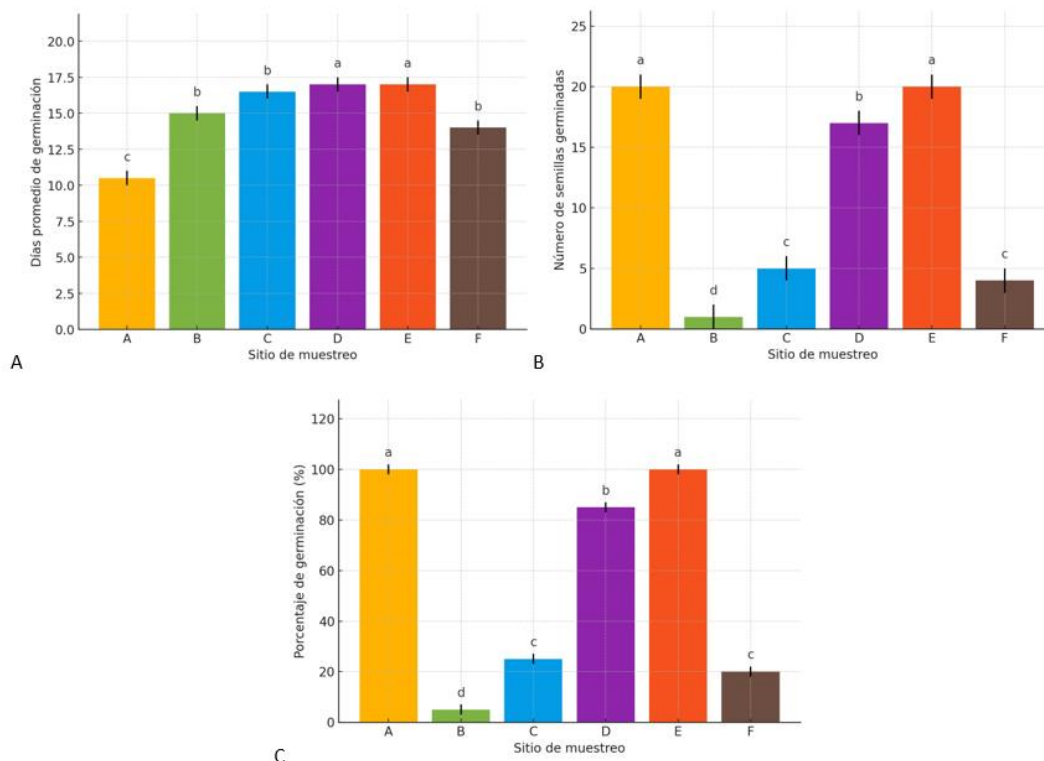 Días promedio de germinación
20.0
17.5
15.0
12.5
10.0
7.5
5.0
2.5
0.0
c
b
b
a
a
b
A B C D E F
Sitio de muestreo
A
Número de semillas germinadas
25
20
15
10
5
0
a
d
c
b
a
c
A B C D E F
Sitio de muestreo
B
Porcentaje de germinación (%)
120
100
80
60
40
20
0
a
d
c
b
a
c
A B C D E F
Sitio de muestreo
C